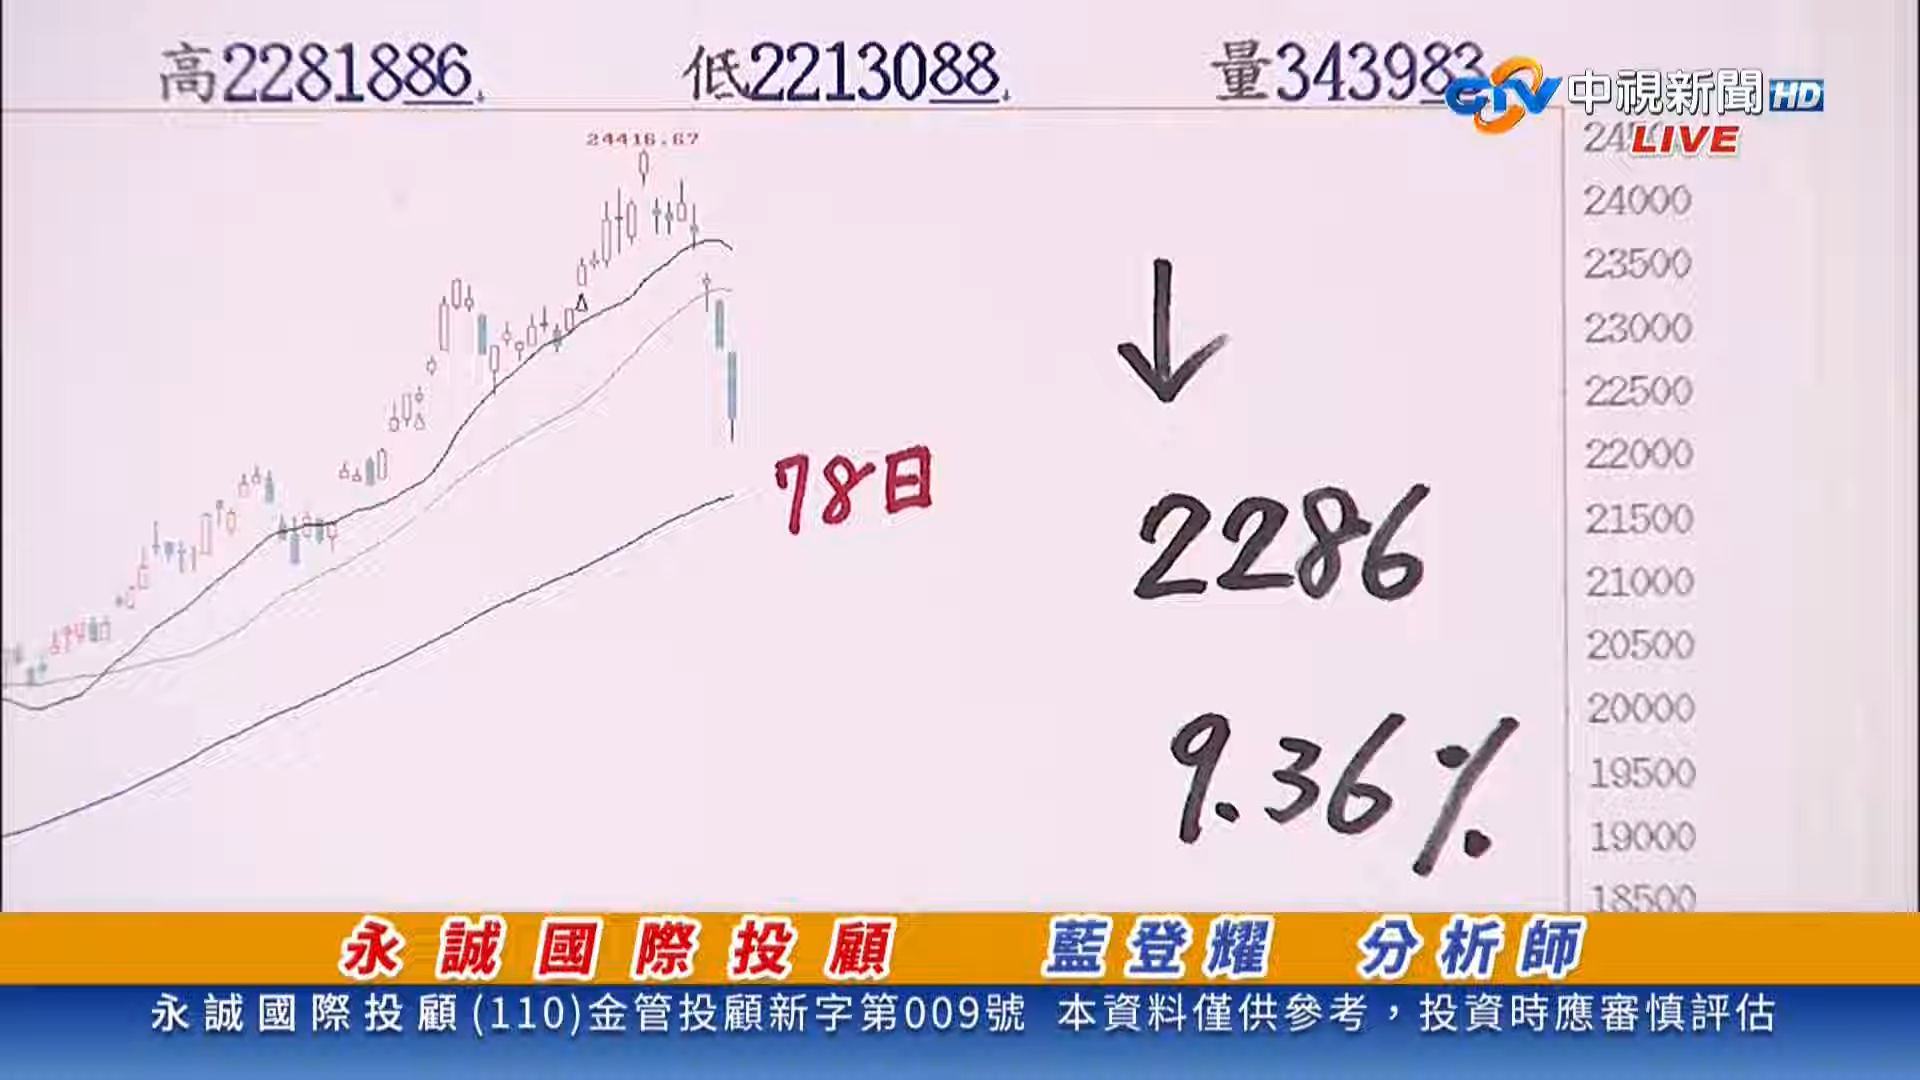 高2281886↓ 低2213088↓ 量343983
CTV 中視新聞HD
LIVE
24416.67
24000
23500
23000
22500
22000
21500
21000
20500
20000
19500
19000
18500
78日
↓
2286
9.36%
永誠國際投顧 藍登耀 分析師
永誠國際投顧(110)金管投顧新字第009號 本資料僅供參考，投資時應審慎評估